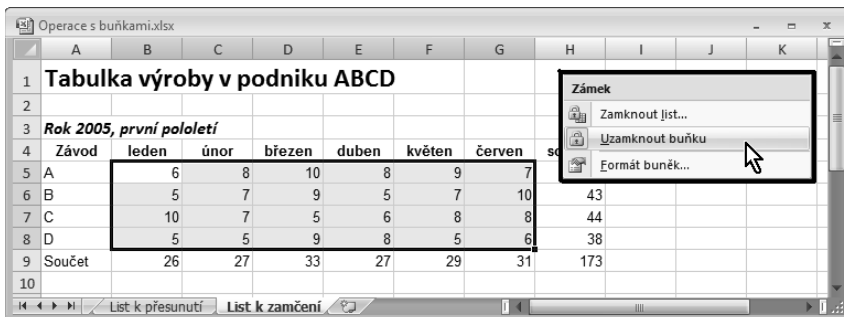 Operace s buňkami.xlsx
A B C D E F G H I J K
1 Tabulka výroby v podniku ABCD
2
3 Rok 2005, první pololetí
4 Závod leden únor březen duben květen červen
5 A 6 8 10 8 9 7
6 B 5 7 9 5 7 10 43
7 C 10 7 5 6 8 8 44
8 D 5 5 9 8 5 6 38
9 Součet 26 27 33 27 29 31 173
10
Zámek
Zamknout list...
Uzamknout buňku
Formát buněk...
List k přesunutí List k zamčení